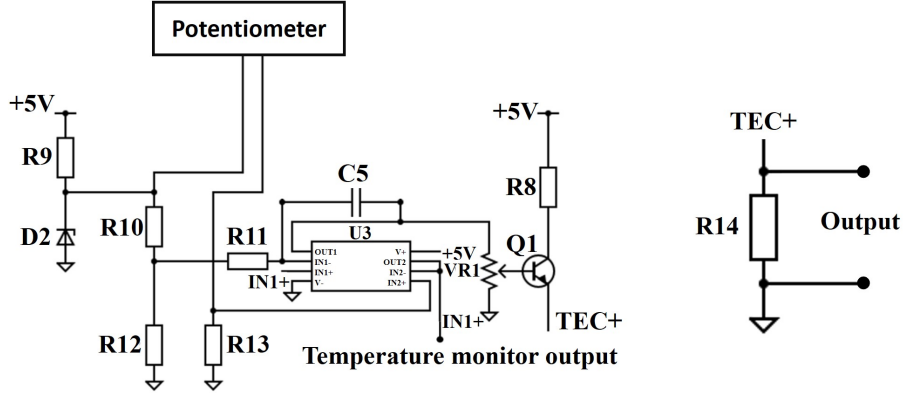 Potentiometer
+5V
R9
D2
R10
R11
R12
R13
C5
U3
OUT1
IN1-
IN1+
V-
V+
OUT2
IN2-
IN2+
IN1+
+5V
VR1
IN1+
Temperature monitor output
+5V
R8
Q1
TEC+
TEC+
R14
Output